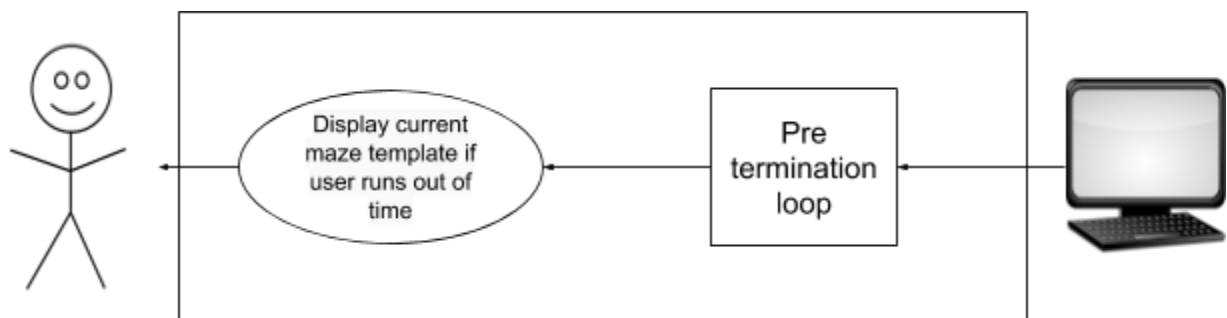 Display current
maze template if
user runs out of
time
Pre
termination
loop